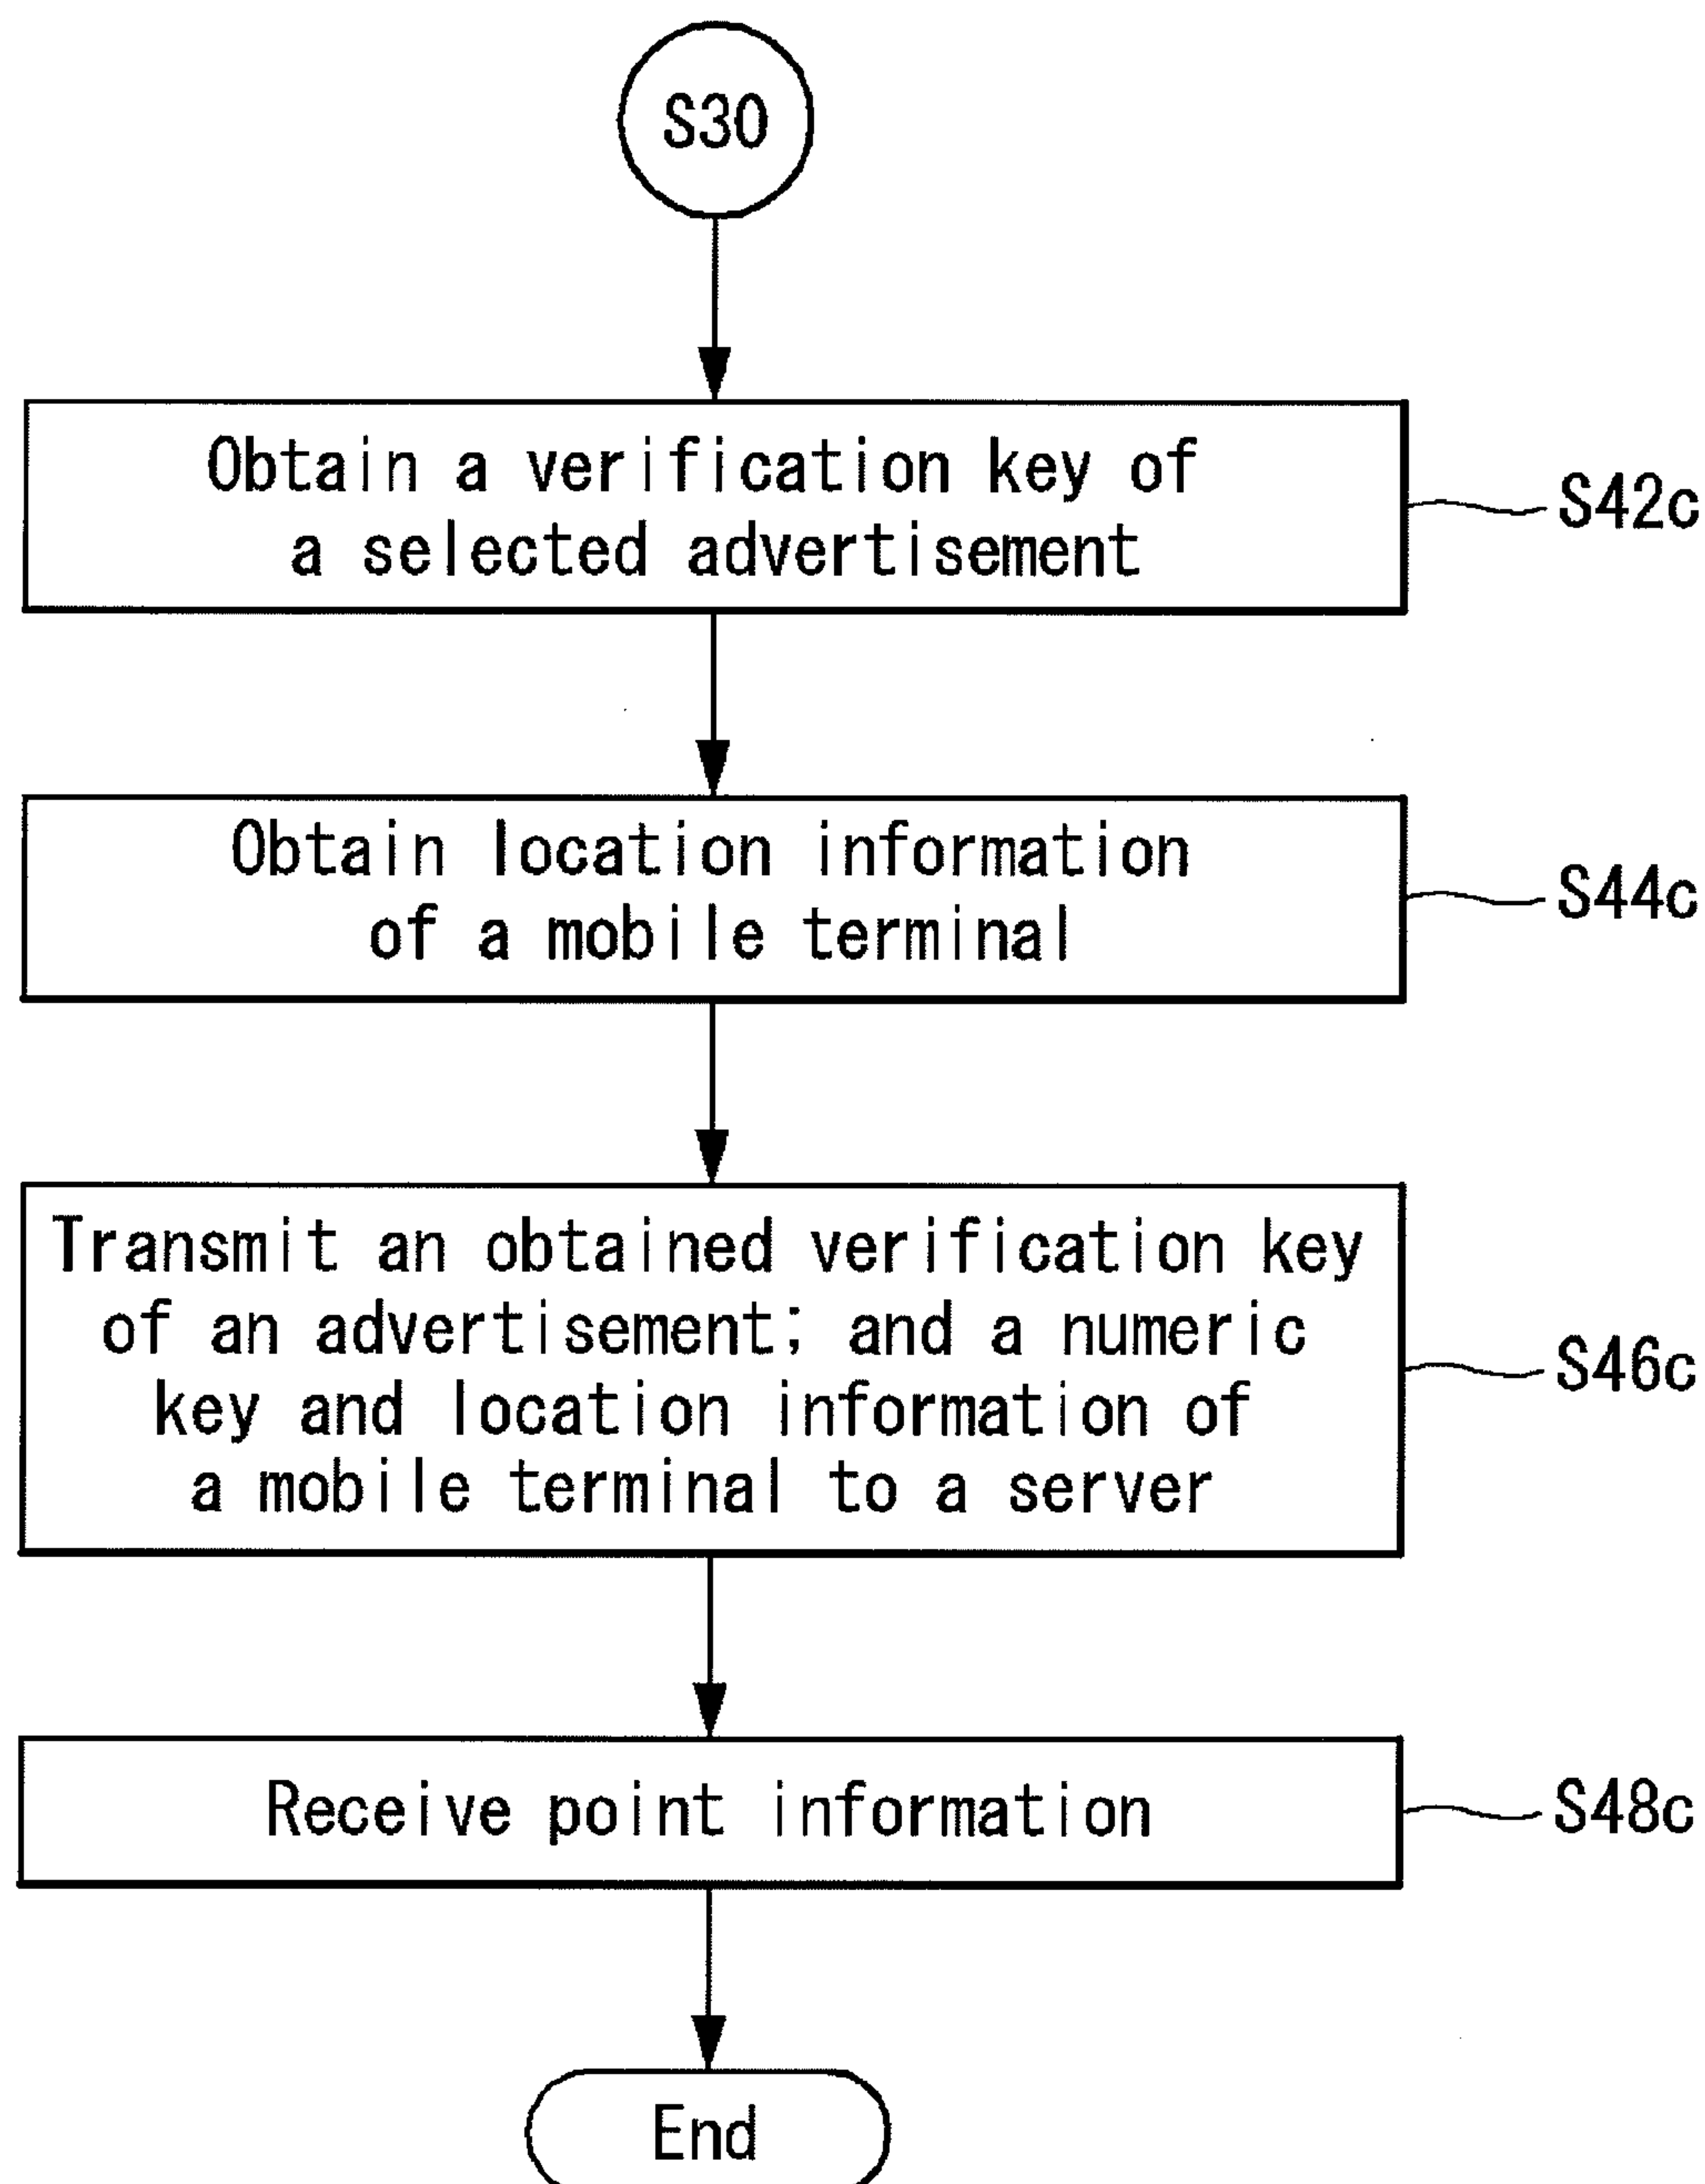 S30
Obtain a verification key of
a selected advertisement
S42c
Obtain location information
of a mobile terminal
S44c
Transmit an obtained verification key
of an advertisement; and a numeric
key and location information of
a mobile terminal to a server
S46c
Receive point information
S48c
End